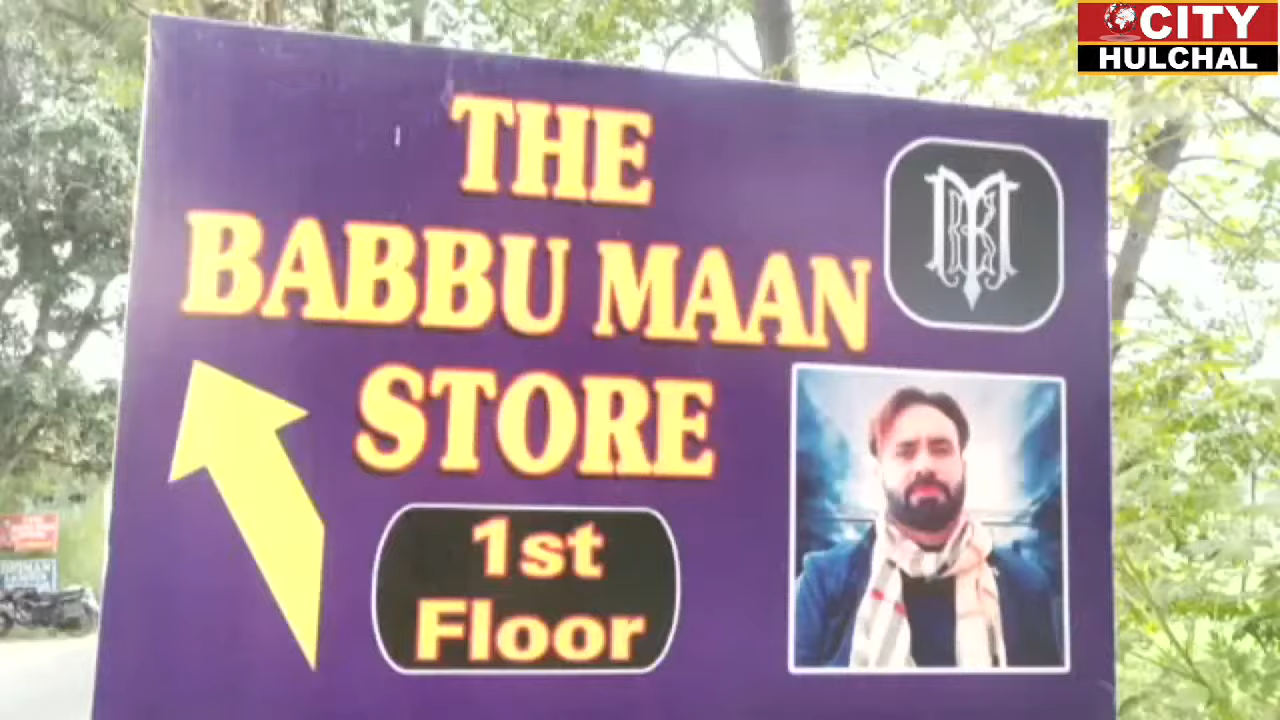 CITY
HULCHAL
THE
BABBU MAAN
STORE
1st
Floor